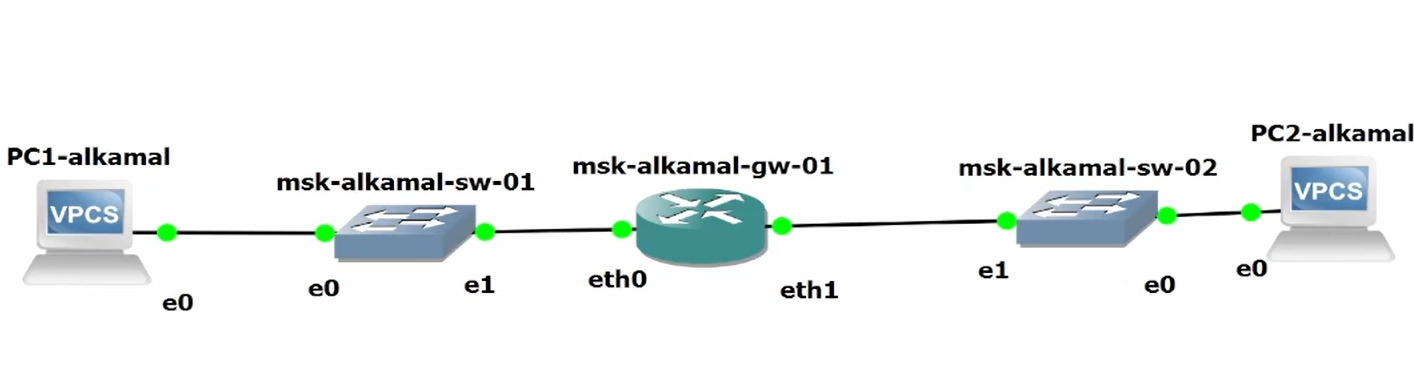 PC1-alkamal
VPCS
e0
msk-alkamal-sw-01
e0
e1
msk-alkamal-gw-01
eth0
eth1
msk-alkamal-sw-02
e1
e0
PC2-alkamal
VPCS
e0